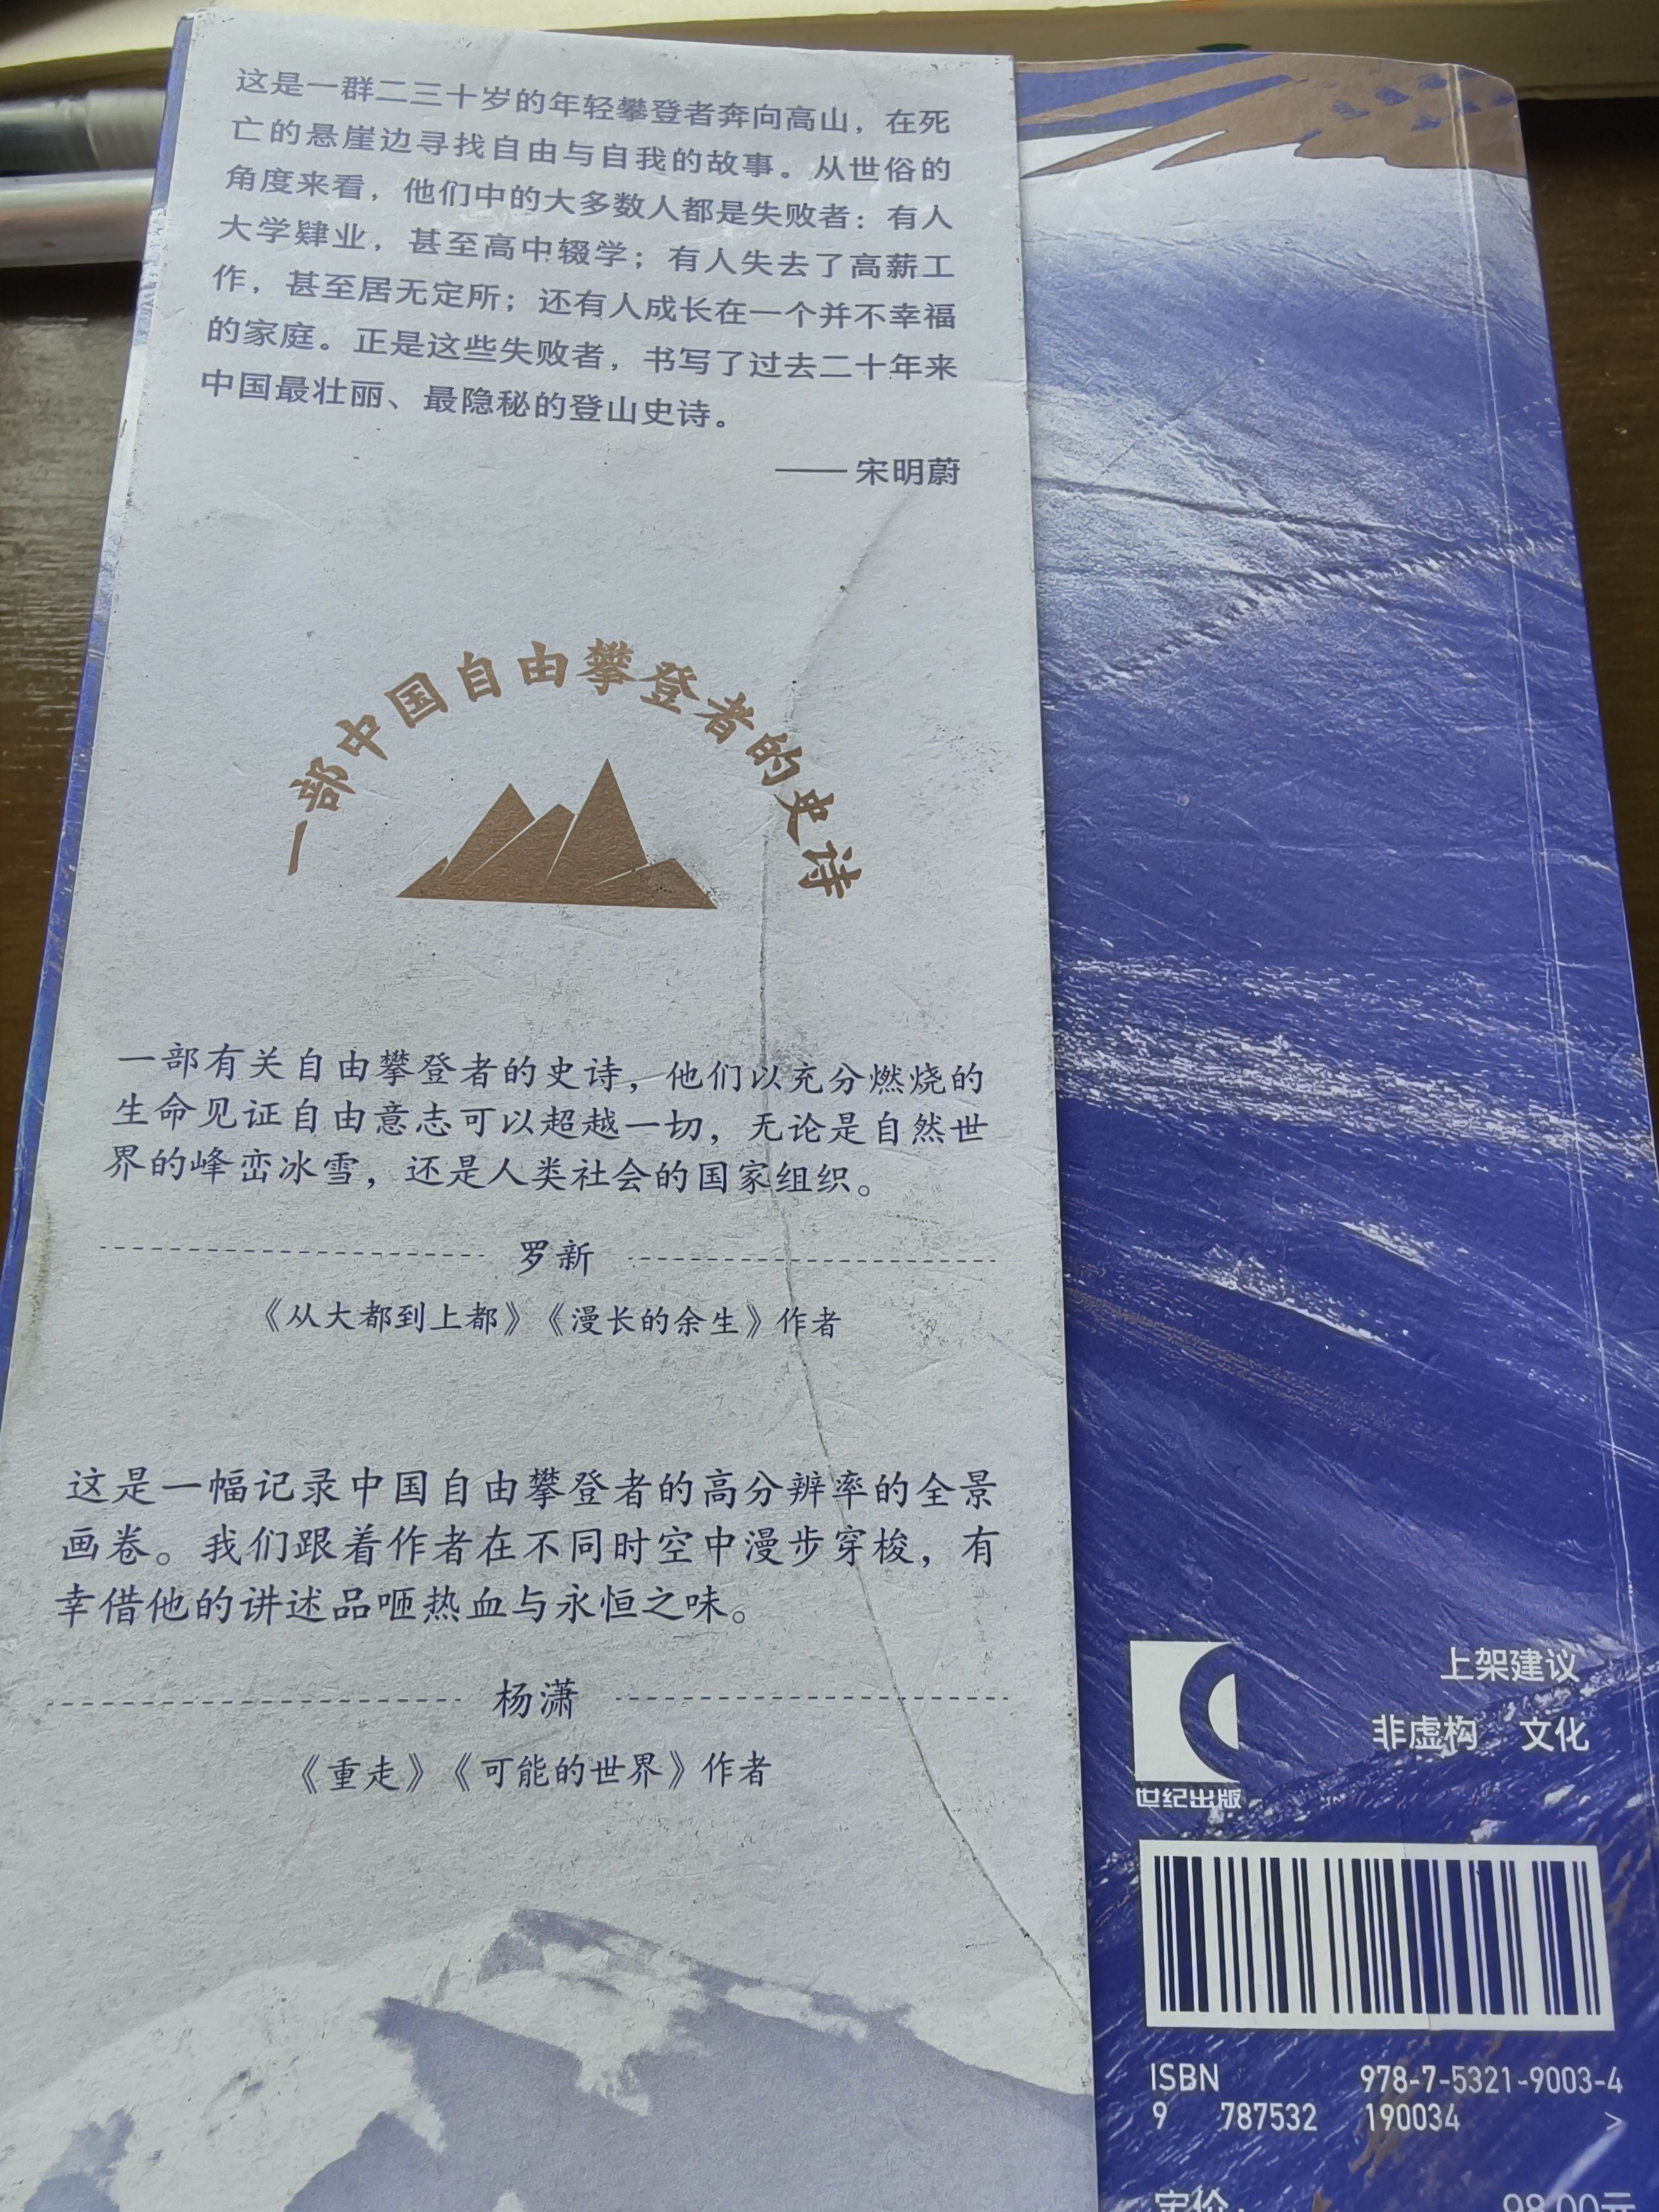 这是一群二三十岁的年轻攀登者奔向高山，在死
亡的悬崖边寻找自由与自我的故事。从世俗的
角度来看，他们中的大多数人都是失败者：有人
大学肄业，甚至高中辍学；有人失去了高薪工
作，甚至居无定所；还有人成长在一个并不幸福
的家庭。正是这些失败者，书写了过去二十年来
中国最壮丽、最隐秘的登山史诗。
——宋明蔚
一部中国自由攀登者的史诗
一部有关自由攀登者的史诗，他们以充分燃烧的
生命见证自由意志可以超越一切，无论是自然世
界的峰峦冰雪，还是人类社会的国家组织。
罗新
《从大都到上都》《漫长的余生》作者
这是一幅记录中国自由攀登者的高分辨率的全景
画卷。我们跟着作者在不同时空中漫步穿梭，有
幸借他的讲述品咂热血与永恒之味。
杨潇
《重走》《可能的世界》作者
上架建议
非虚构 文化
世纪出版
ISBN 978-7-5321-9003-4
9 787532 190034 >
定价：98.00元